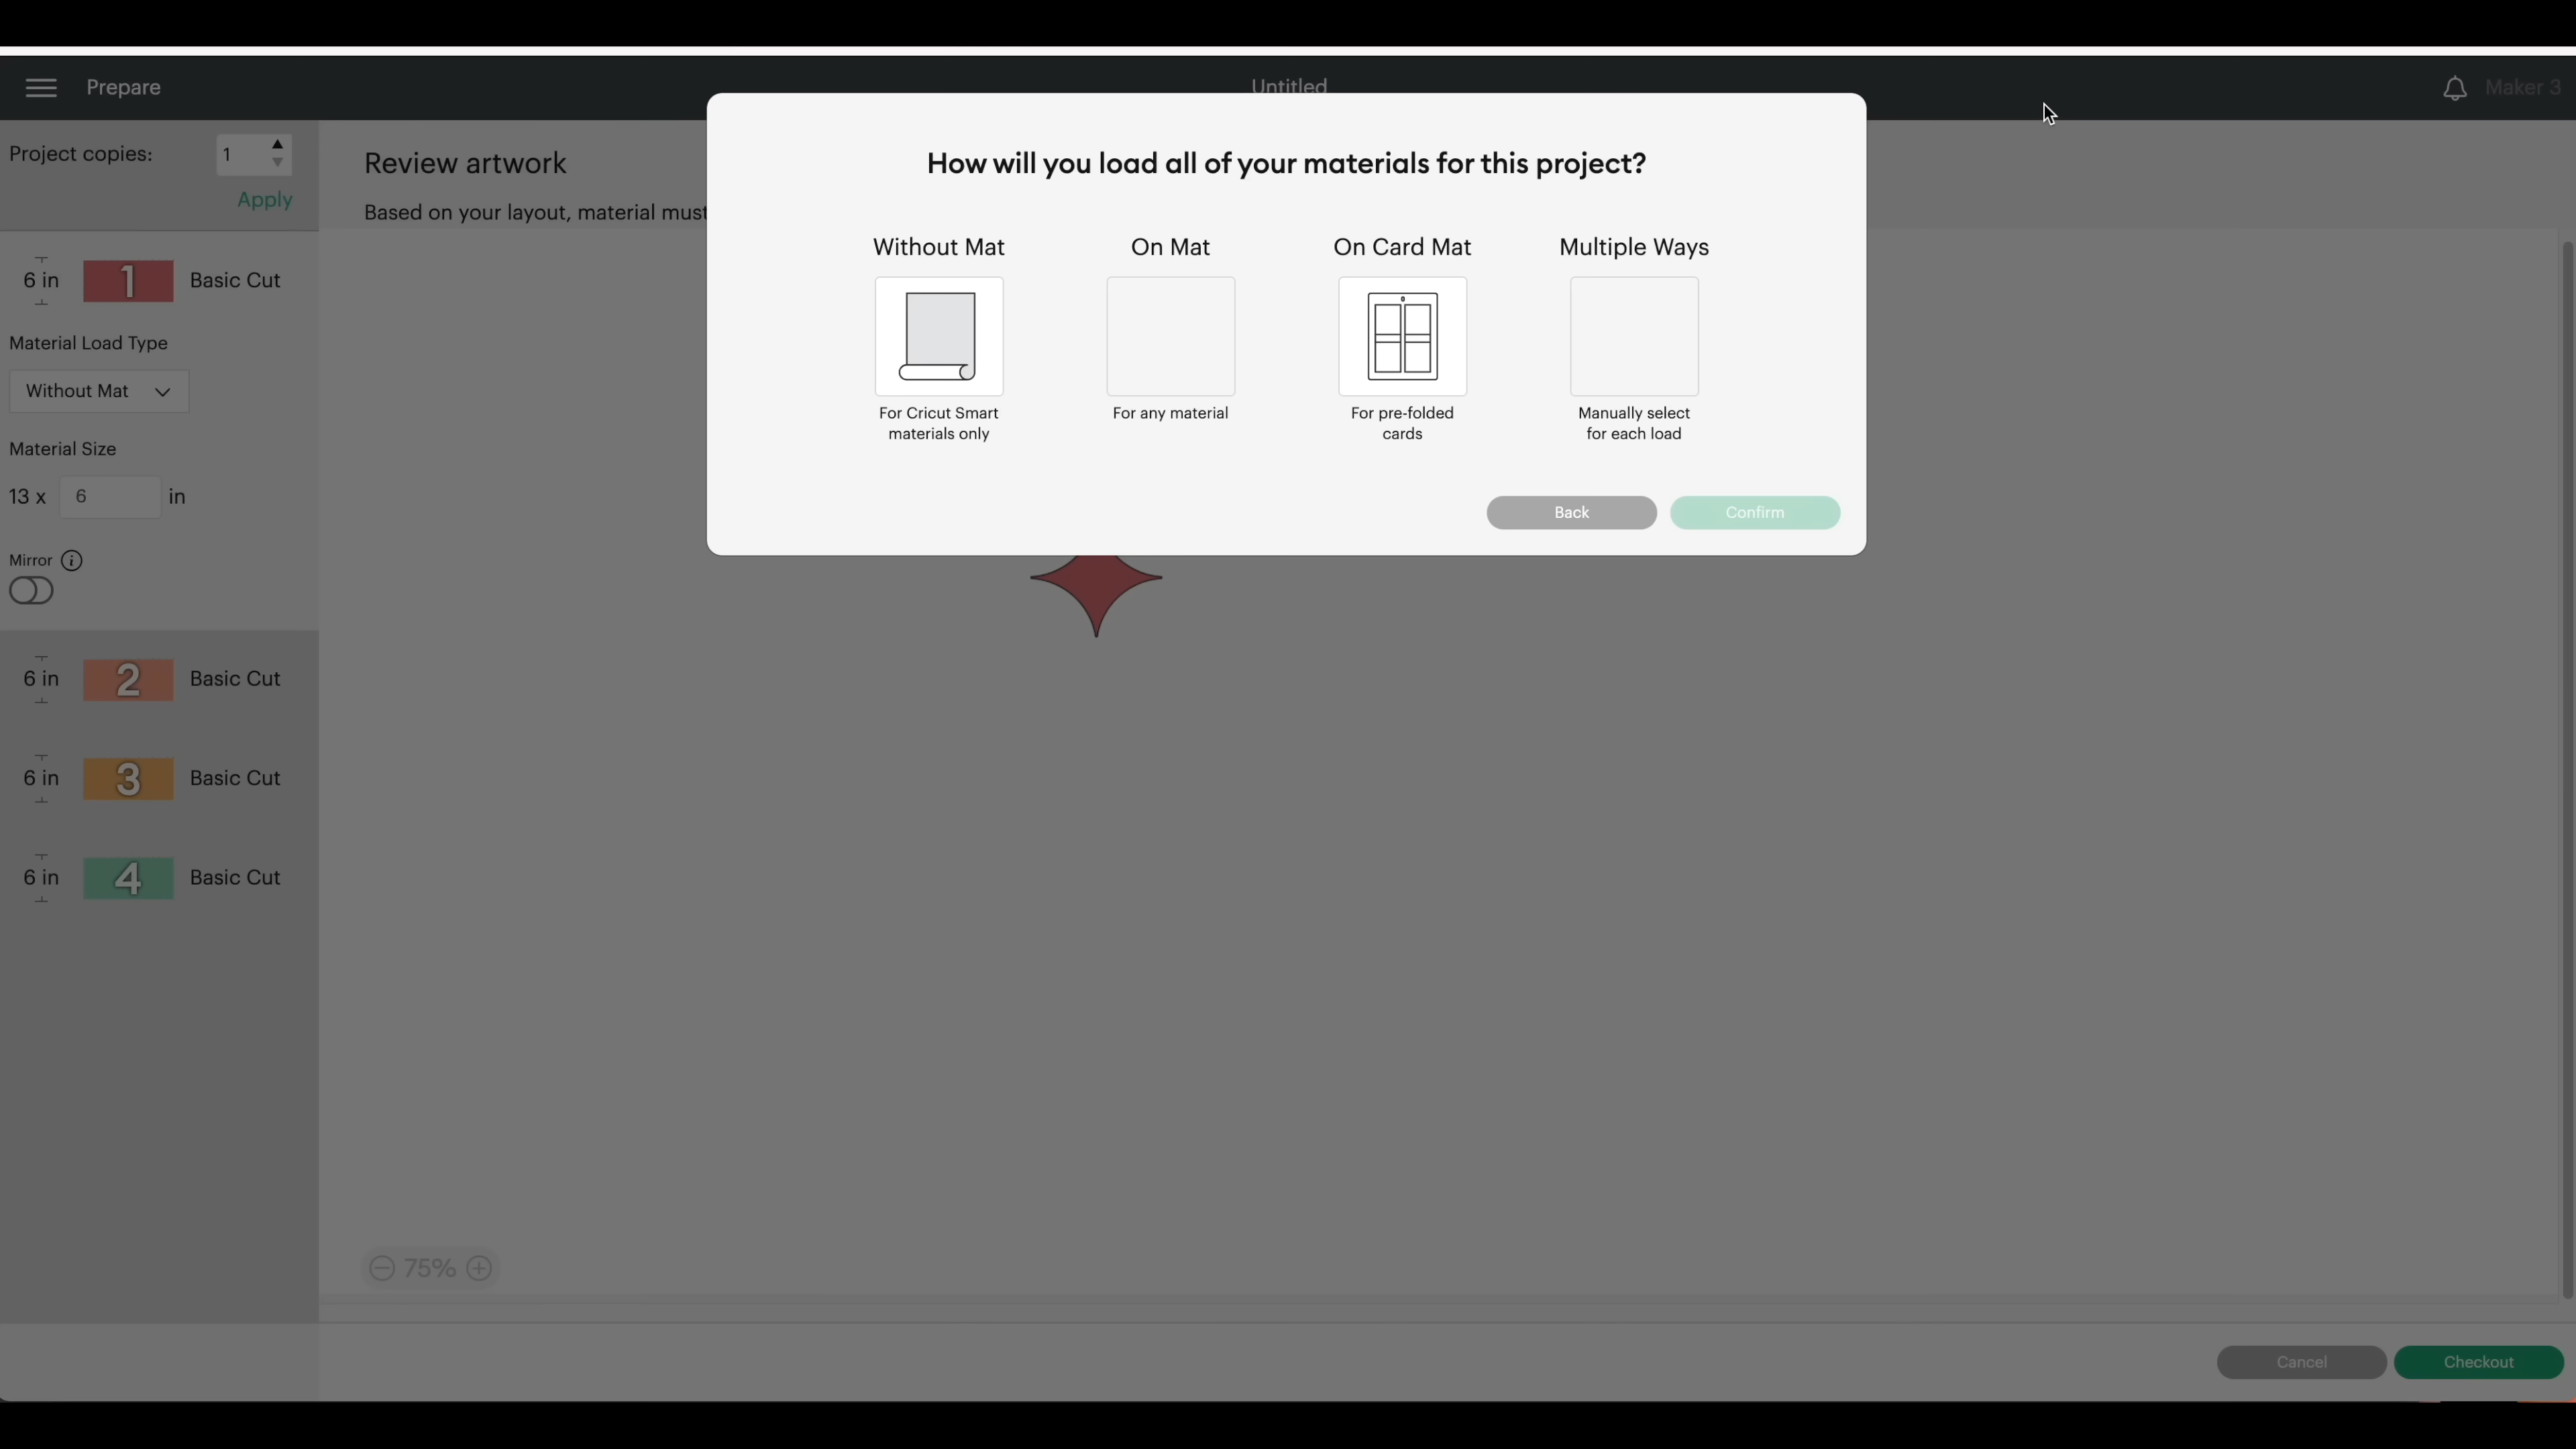 Prepare
Untitled
Maker 3
Project copies:
1
Apply
6 in
1
Basic Cut
Material Load Type
Without Mat
Material Size
13 x
6
in
Mirror
6 in
2
Basic Cut
6 in
3
Basic Cut
6 in
4
Basic Cut
Review artwork
Based on your layout, material must
How will you load all of your materials for this project?
Without Mat
For Cricut Smart
materials only
On Mat
For any material
On Card Mat
For pre-folded
cards
Multiple Ways
Manually select
for each load
Back
Confirm
75%
Cancel
Checkout